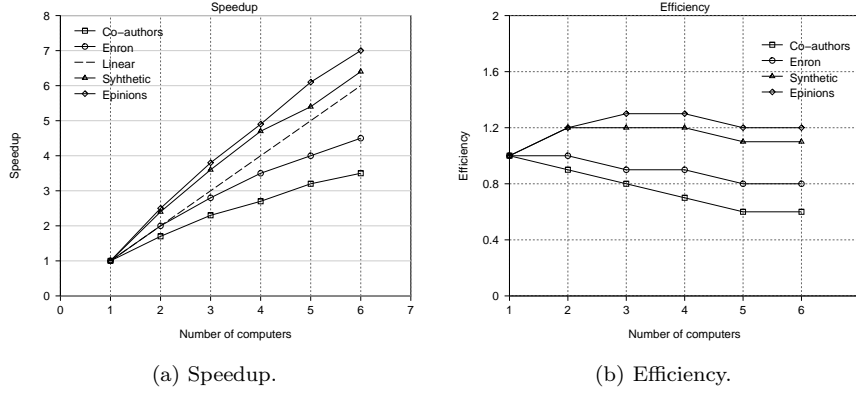 Speedup
Co-authors
Enron
Linear
Syhthetic
Epinions
Speedup
8
7
6
5
4
3
2
1
0
0 1 2 3 4 5 6 7
Number of computers
(a) Speedup.
Efficiency
Co-authors
Enron
Synthetic
Epinions
Efficiency
2
1.6
1.2
0.8
0.4
0
1 2 3 4 5 6
Number of computers
(b) Efficiency.